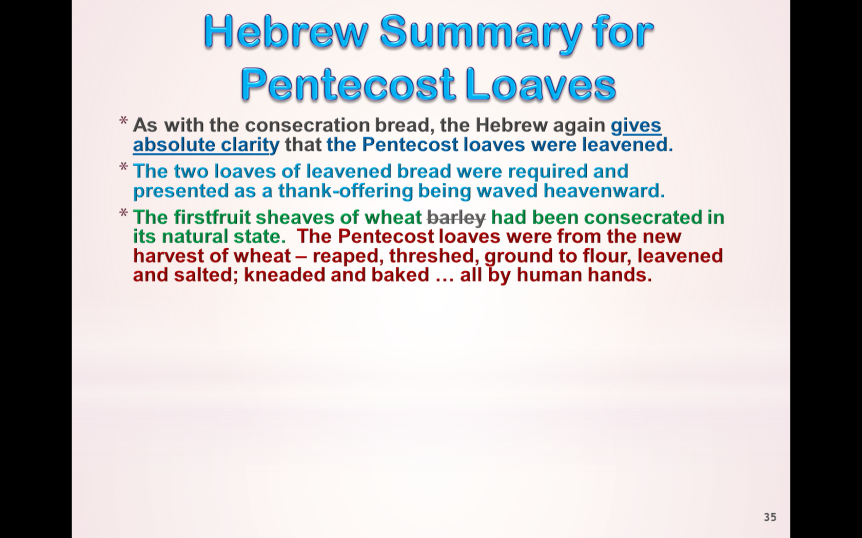 Hebrew Summary for
Pentecost Loaves
* As with the consecration bread, the Hebrew again gives
absolute clarity that the Pentecost loaves were leavened.
* The two loaves of leavened bread were required and
presented as a thank-offering being waved heavenward.
* The firstfruit sheaves of wheat barley had been consecrated in
its natural state.  The Pentecost loaves were from the new
harvest of wheat – reaped, threshed, ground to flour, leavened
and salted; kneaded and baked … all by human hands.
35